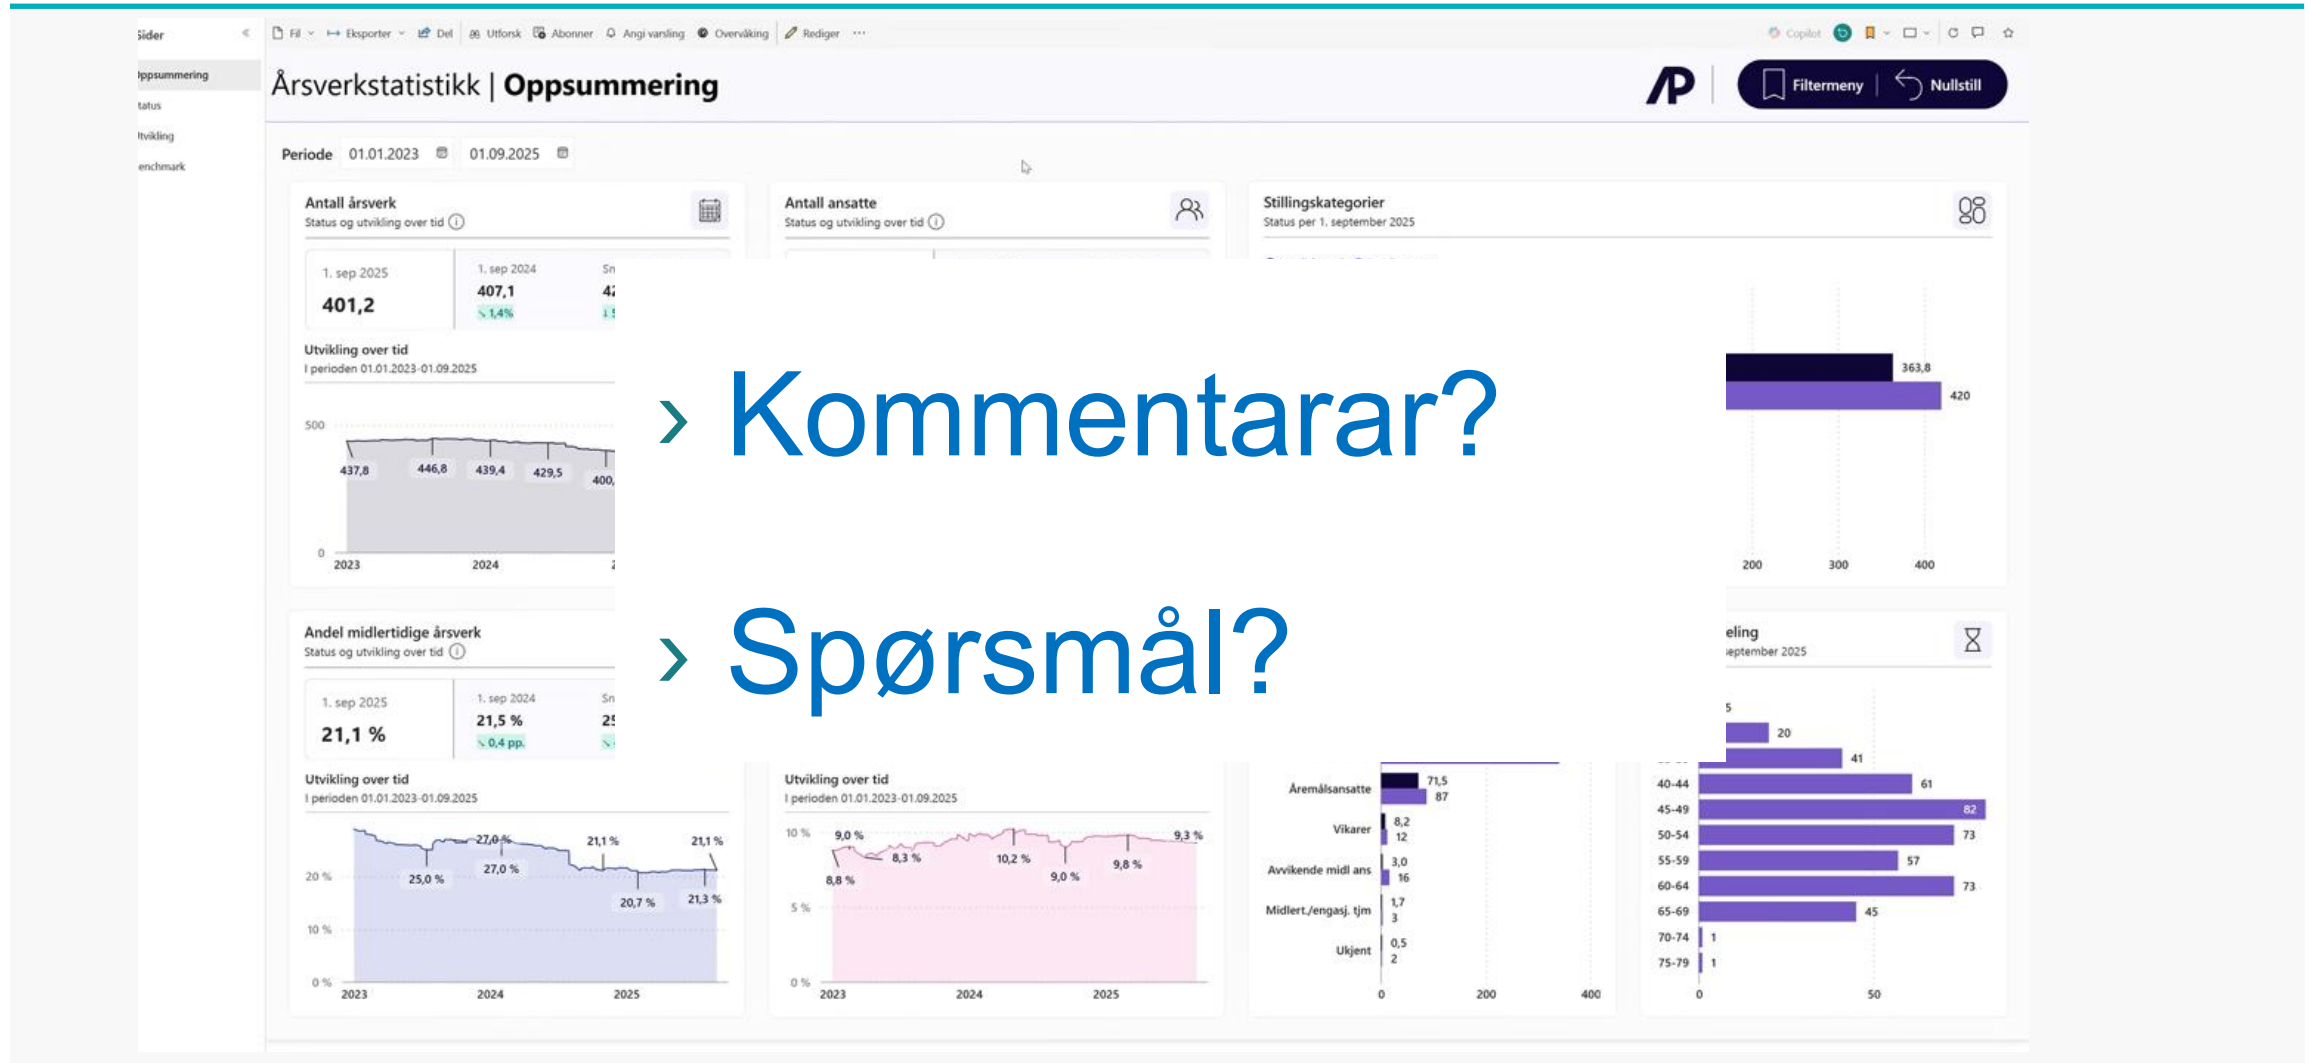 Sider
Fil Eksporter Del Utforsk Abonner Angi varsling Overvåking Rediger ...
Copilot
Oppsummering
Status
Utvikling
Benchmark
Årsverkstatistikk | Oppsummering
AP
Filtermeny | Nullstill
Periode 01.01.2023 01.09.2025
Antall årsverk
Status og utvikling over tid
1. sep 2025
401,2
1. sep 2024
407,1
1,4%
Utvikling over tid
I perioden 01.01.2023-01.09.2025
500
437,8 446,8 439,4 429,5
0
2023 2024
Antall ansatte
Status og utvikling over tid
Stillingskategorier
Status per 1. september 2025
363,8
420
200 300 400
› Kommentarar?
› Spørsmål?
Andel midlertidige årsverk
Status og utvikling over tid
1. sep 2025
21,1 %
1. sep 2024
21,5 %
0,4 pp.
Utvikling over tid
I perioden 01.01.2023-01.09.2025
27,0 % 21,1 % 21,1 %
20 % 25,0 % 27,0 % 20,7 % 21,3 %
10 %
0 %
2023 2024 2025
Utvikling over tid
I perioden 01.01.2023-01.09.2025
10 % 9,0 % 8,3 % 10,2 % 9,3 %
8,8 % 9,0 % 9,8 %
5 %
0 %
2023 2024 2025
Åremålsansatte 71,5
87
Vikarer 8,2
12
Avvikende midl ans 3,0
16
Midlert./engasj. tjm 1,7
3
Ukjent 0,5
2
0 200 400
eling
september 2025
5
20
41
40-44 61
45-49 82
50-54 73
55-59 57
60-64 73
65-69 45
70-74 1
75-79 1
0 50